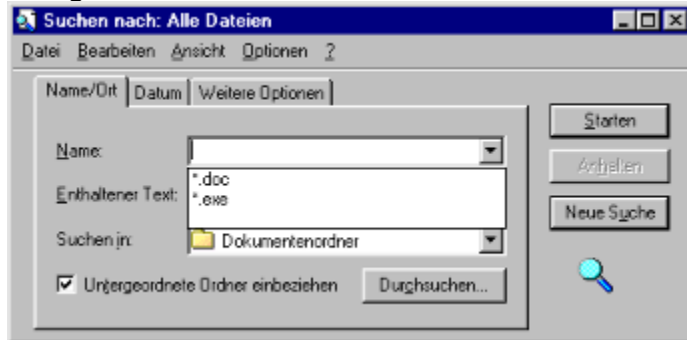 Suchen nach: Alle Dateien
Datei Bearbeiten Ansicht Optionen ?
Name/Ort Datum Weitere Optionen
Starten
Name:
Anhalten
*.doc
Enthaltener Text: *.exe
Neue Suche
Suchen in: Dokumentenordner
Untergeordnete Ordner einbeziehen Durchsuchen...